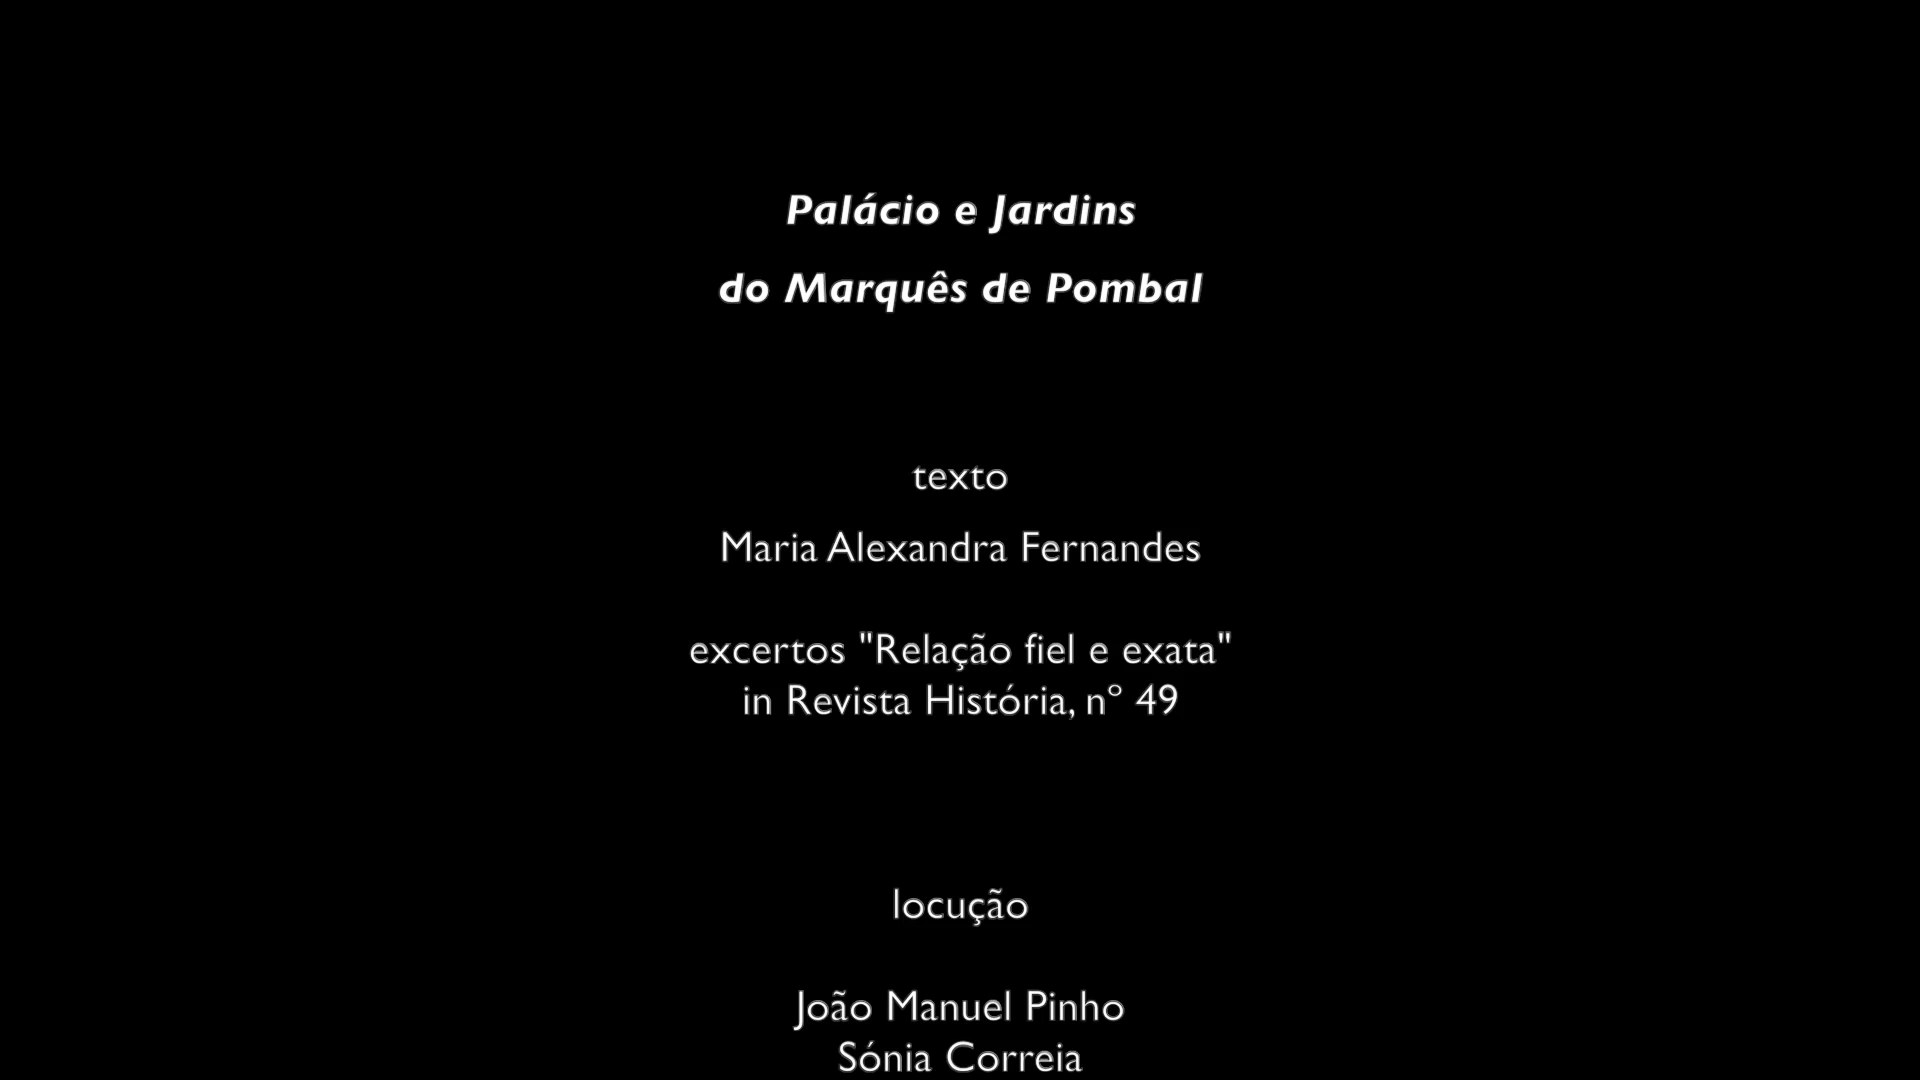 Palácio e Jardins
do Marquês de Pombal
texto
Maria Alexandra Fernandes
excertos "Relação fiel e exata"
in Revista História, nº 49
locução
João Manuel Pinho
Sónia Correia